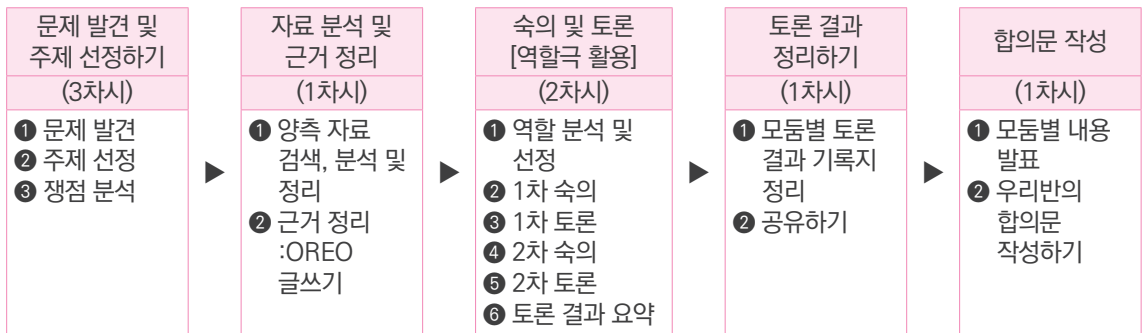 문제 발견 및
주제 선정하기
(3차시)
❶ 문제 발견
❷ 주제 선정
❸ 쟁점 분석
▶
자료 분석 및
근거 정리
(1차시)
❶ 양측 자료
검색, 분석 및
정리
❷ 근거 정리
:OREO
글쓰기
▶
숙의 및 토론
[역할극 활용]
(2차시)
❶ 역할 분석 및
선정
❷ 1차 숙의
❸ 1차 토론
❹ 2차 숙의
❺ 2차 토론
❻ 토론 결과 요약
▶
토론 결과
정리하기
(1차시)
❶ 모둠별 토론
결과 기록지
정리
❷ 공유하기
▶
합의문 작성
(1차시)
❶ 모둠별 내용
발표
❷ 우리반의
합의문
작성하기